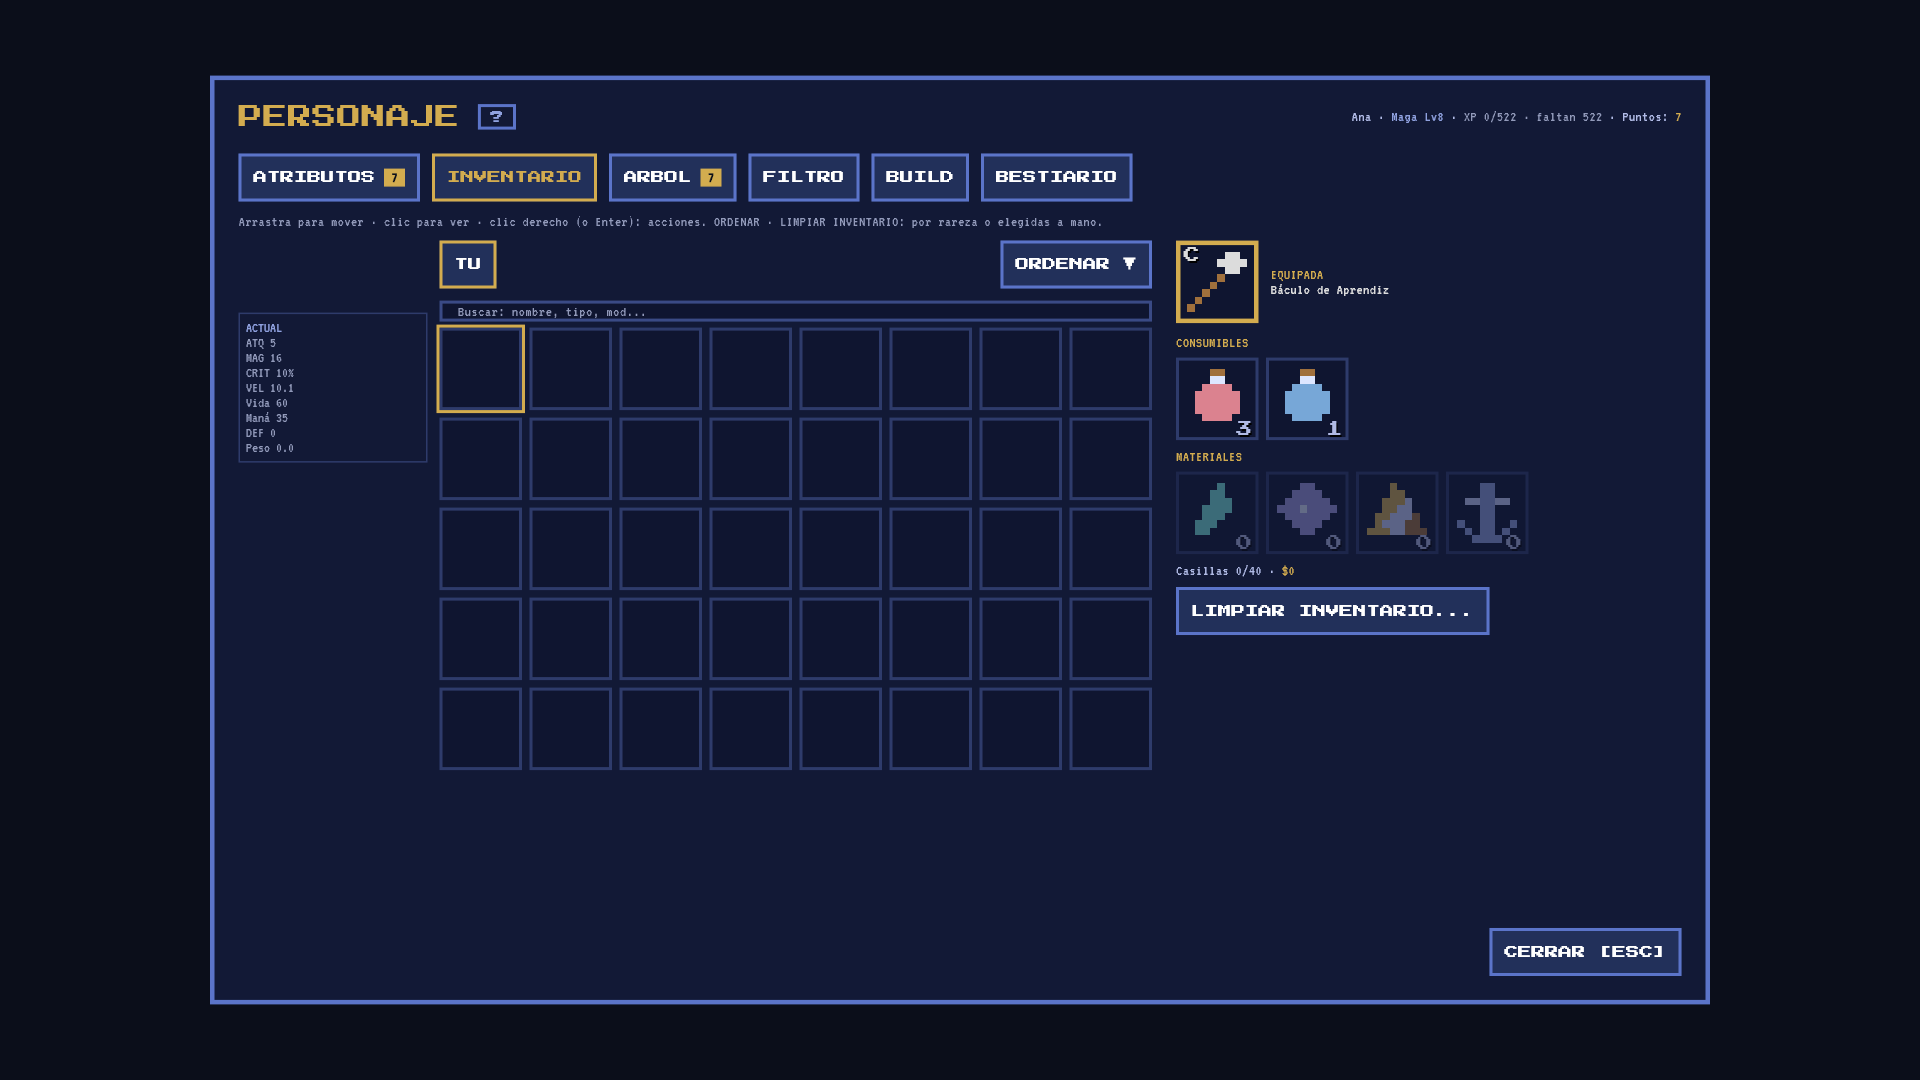 PERSONAJE ?
Ana · Maga Lv8 · XP 0/522 · faltan 522 · Puntos: 7
ATRIBUTOS 7 INVENTARIO ARBOL 7 FILTRO BUILD BESTIARIO
Arrastra para mover · clic para ver · clic derecho (o Enter): acciones. ORDENAR · LIMPIAR INVENTARIO: por rareza o elegidas a mano.
TU ORDENAR ▼
Buscar: nombre, tipo, mod...
ACTUAL
ATQ 5
MAG 16
CRIT 10%
VEL 10.1
Vida 60
Maná 35
DEF 0
Peso 0.0
C
EQUIPADA
Báculo de Aprendiz
CONSUMIBLES
3 1
MATERIALES
0 0 0 0
Casillas 0/40 · $0
LIMPIAR INVENTARIO...
CERRAR [ESC]